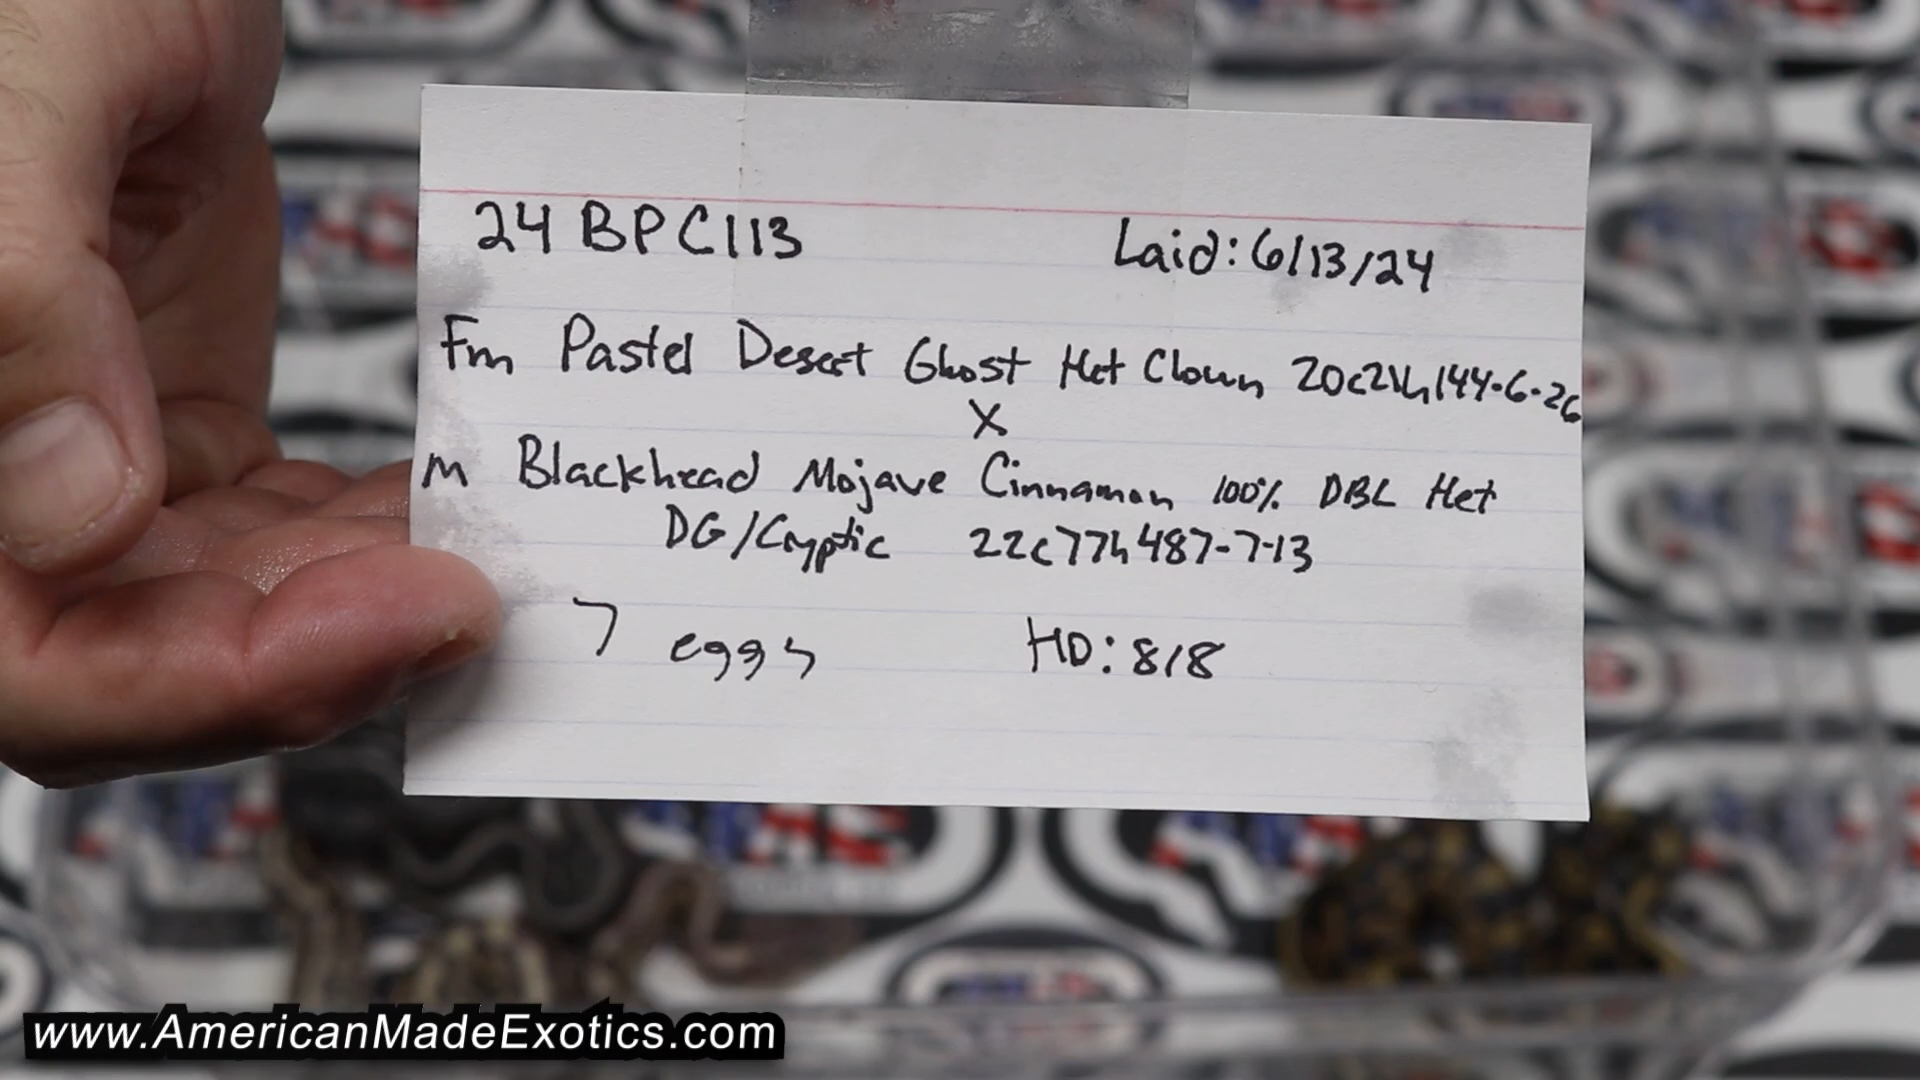 24 BPC113 Laid: 6/13/24
Fm Pastel Desert Ghost Het Clown 20c21h144-6-26
X
M Blackhead Mojave Cinnamon 100% DBL Het
DG/Cryptic 22c77h487-7-13
7 eggs HD: 8/8
www.AmericanMadeExotics.com